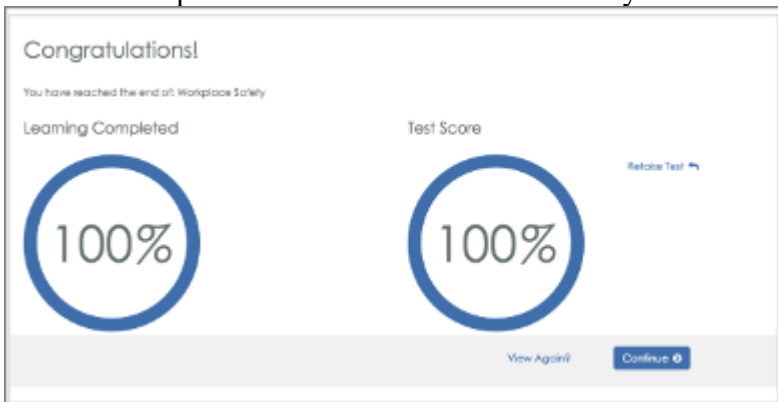 Congratulations!
You have reached the end of: Workplace Safety
Learning Completed
Test Score
Retake Test
100%
100%
View Again?
Continue